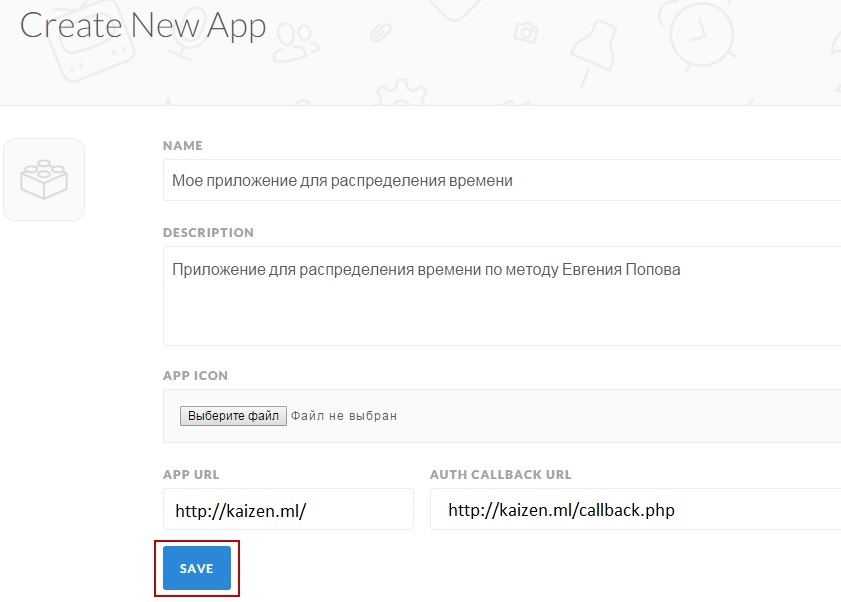 Create New App
NAME
Мое приложение для распределения времени
DESCRIPTION
Приложение для распределения времени по методу Евгения Попова
APP ICON
Выберите файл Файл не выбран
APP URL AUTH CALLBACK URL
http://kaizen.ml/ http://kaizen.ml/callback.php
SAVE